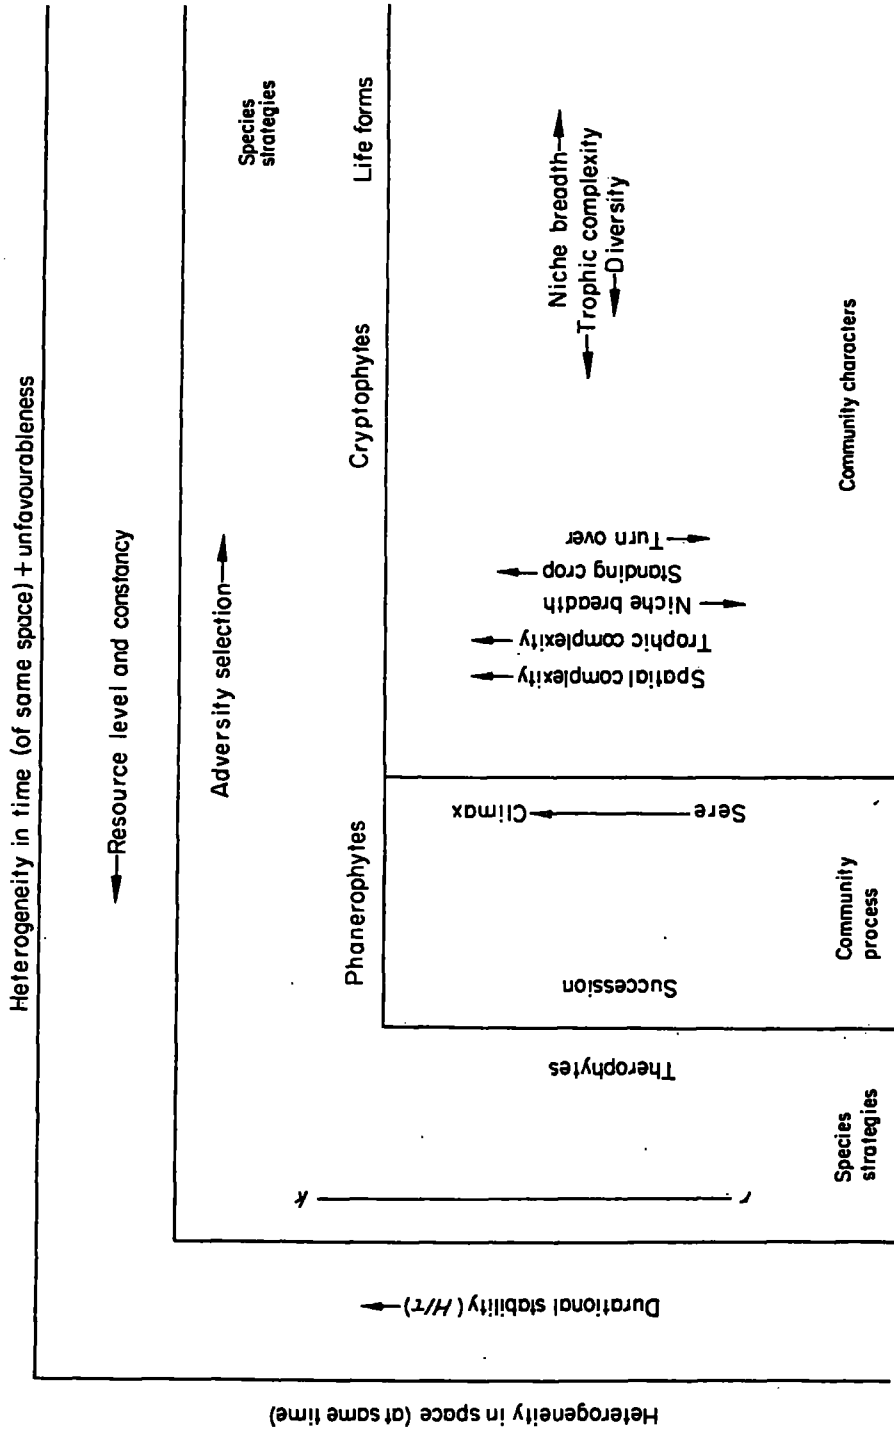 Heterogeneity in time (of same space) + unfavourableness
Resource level and constancy
Adversity selection
Species
strategies
Phanerophytes
Cryptophytes
Life forms
Heterogeneity in space (at same time)
Durational stability (H/τ)
r
k
Therophytes
Species
strategies
Succession
Sere
Climax
Community
process
Spatial complexity
Trophic complexity
Niche breadth
Standing crop
Turn over
Niche breadth
Trophic complexity
Diversity
Community characters